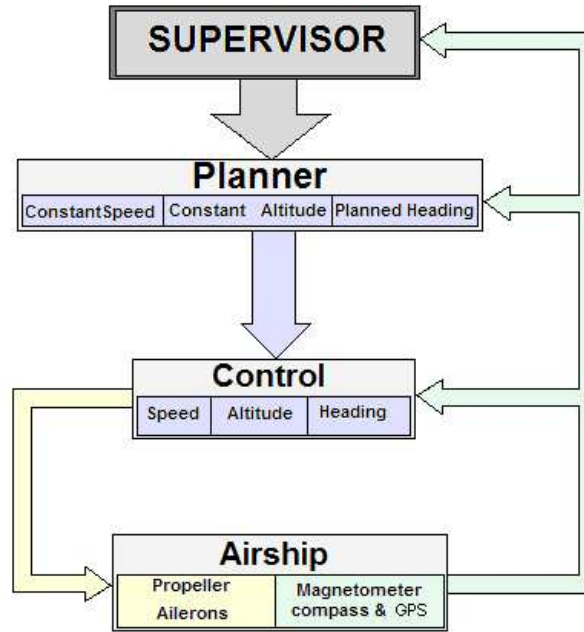 SUPERVISOR
Planner
ConstantSpeed
Constant Altitude
Planned Heading
Control
Speed
Altitude
Heading
Airship
Propeller
Ailerons
Magnetometer
compass & GPS